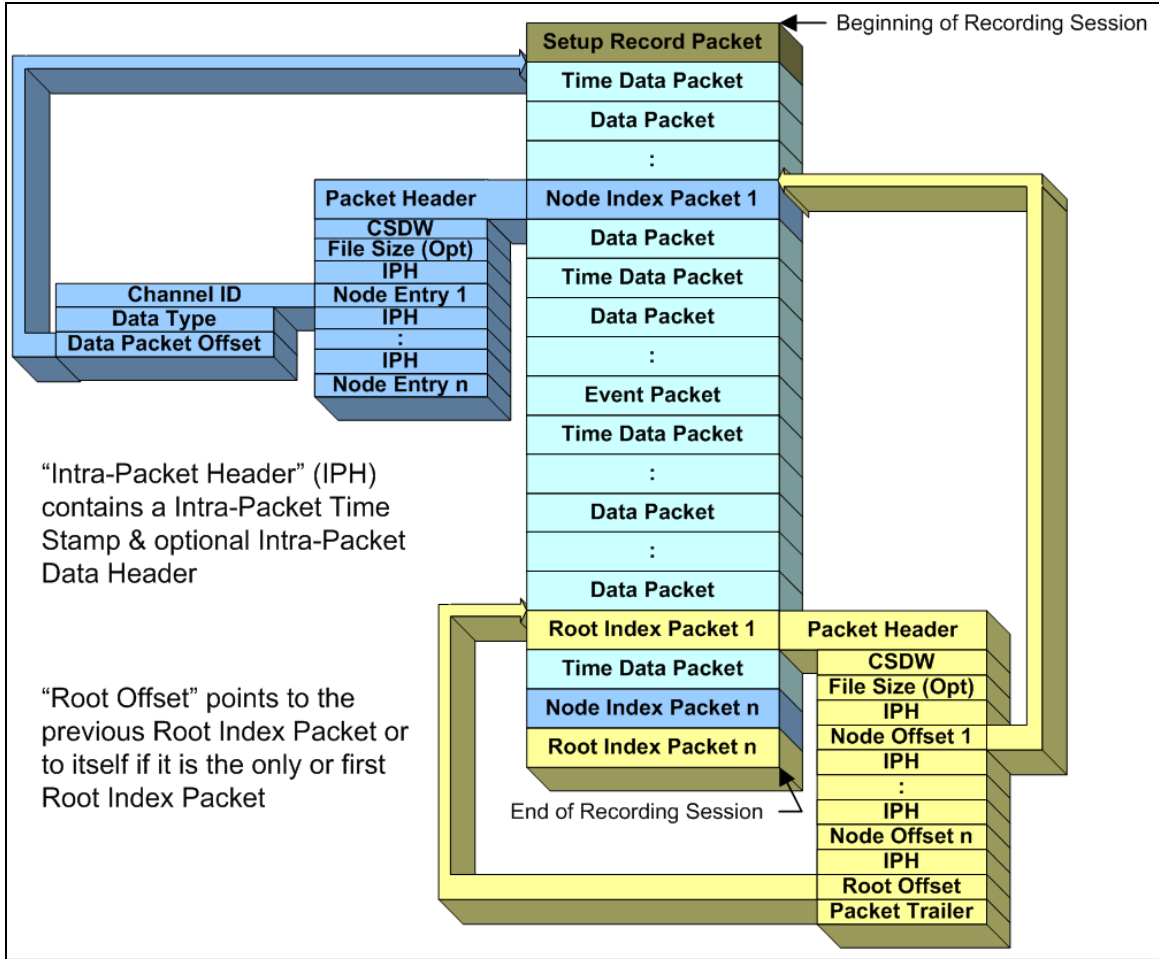 Beginning of Recording Session
Setup Record Packet
Time Data Packet
Data Packet
:
Node Index Packet 1
Data Packet
Time Data Packet
Data Packet
:
Event Packet
Time Data Packet
:
Data Packet
:
Data Packet
Root Index Packet 1
Time Data Packet
Node Index Packet n
Root Index Packet n
End of Recording Session
Packet Header
CSDW
File Size (Opt)
IPH
Node Entry 1
IPH
:
IPH
Node Entry n
Channel ID
Data Type
Data Packet Offset
“Intra-Packet Header” (IPH)
contains a Intra-Packet Time
Stamp & optional Intra-Packet
Data Header
“Root Offset” points to the
previous Root Index Packet or
to itself if it is the only or first
Root Index Packet
Packet Header
CSDW
File Size (Opt)
IPH
Node Offset 1
IPH
:
IPH
Node Offset n
IPH
Root Offset
Packet Trailer